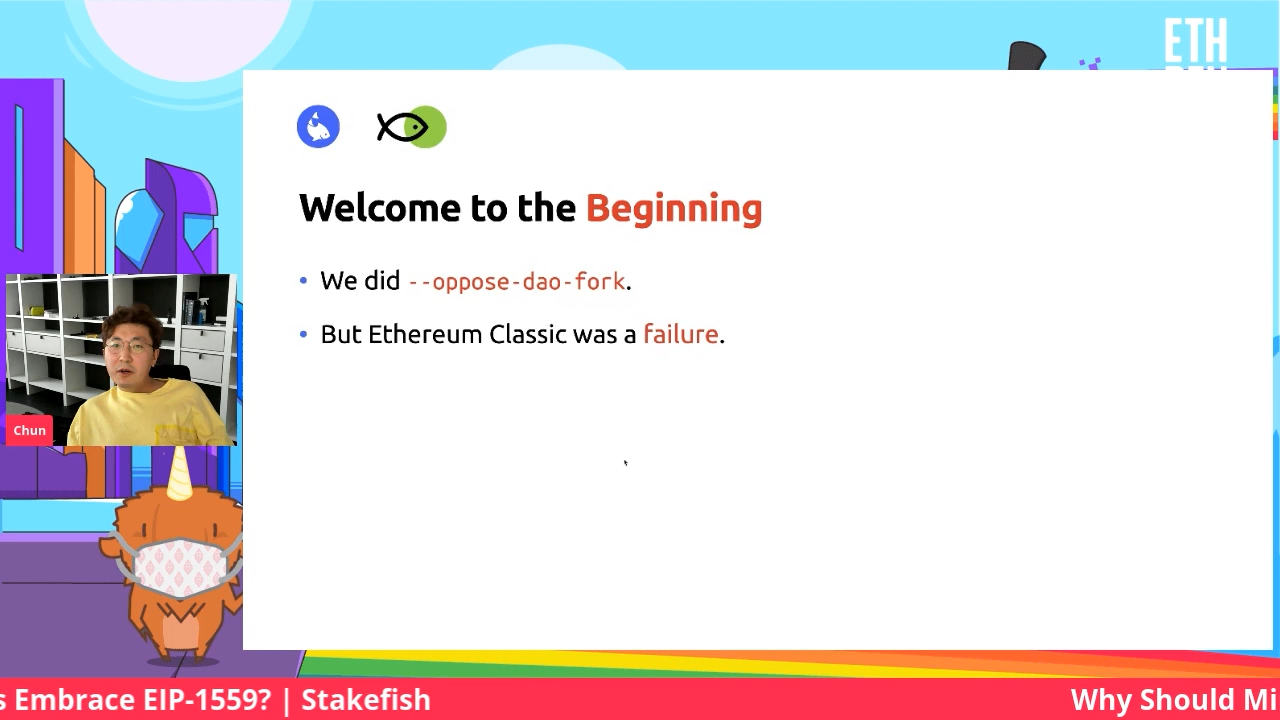 ETH
Welcome to the Beginning
• We did --oppose-dao-fork.
• But Ethereum Classic was a failure.
Chun
s Embrace EIP-1559? | Stakefish
Why Should Mi